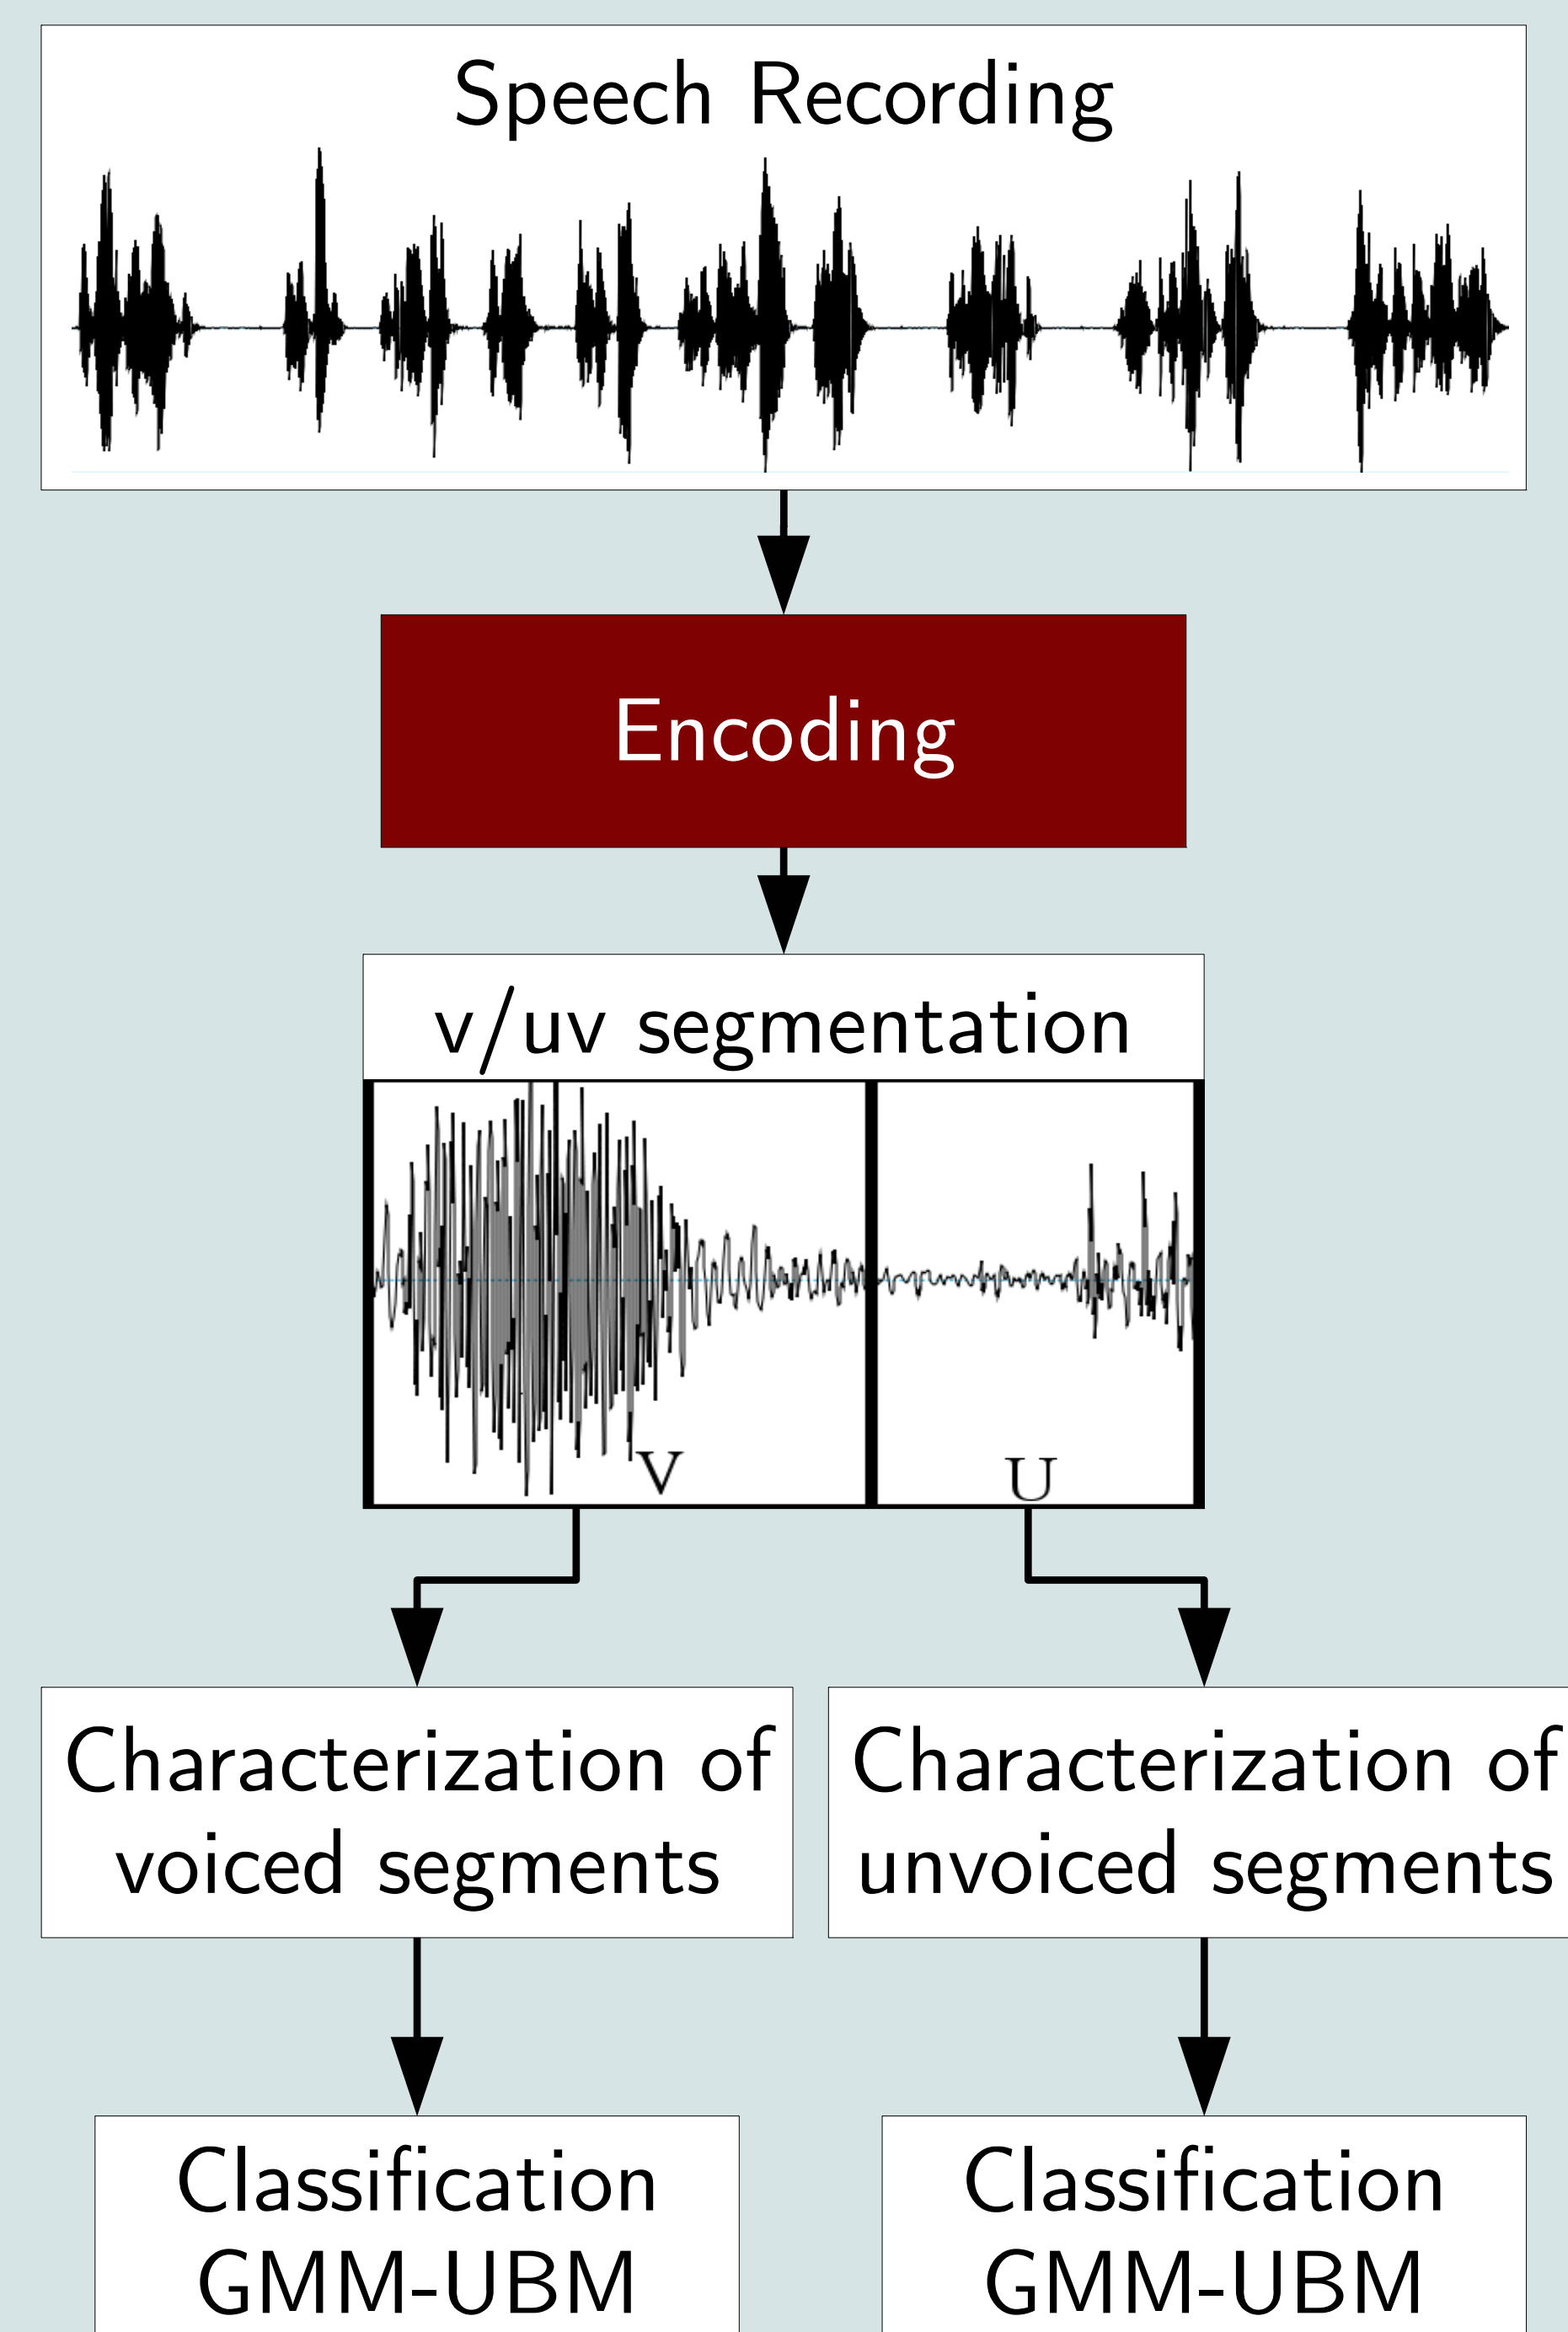 Speech Recording
Encoding
v/uv segmentation
V
U
Characterization of
voiced segments
Characterization of
unvoiced segments
Classification
GMM-UBM
Classification
GMM-UBM